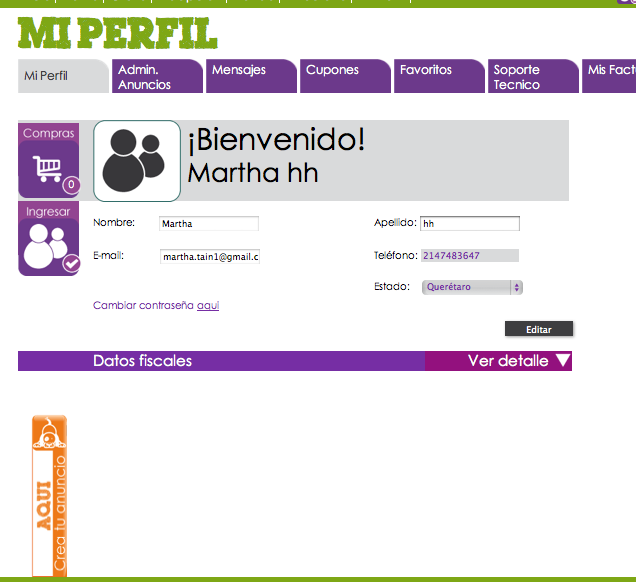 MI PERFIL
Mi Perfil
Admin.
Anuncios
Mensajes
Cupones
Favoritos
Soporte
Tecnico
Mis Fact
Compras
0
¡Bienvenido!
Martha hh
Ingresar
Nombre: Martha
Apellido: hh
E-mail: martha.tain1@gmail.c
Teléfono: 2147483647
Estado: Querétaro
Cambiar contraseña aqui
Editar
Datos fiscales
Ver detalle
AQUI
Crea tu anuncio